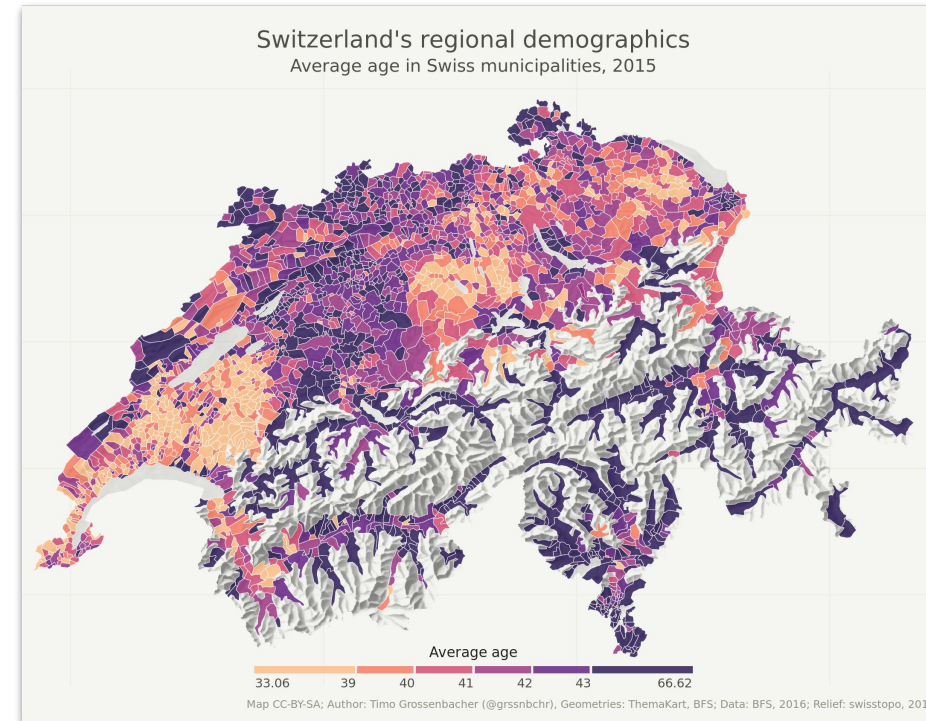 Switzerland's regional demographics
Average age in Swiss municipalities, 2015
Average age
33.06 39 40 41 42 43 66.62
Map CC-BY-SA; Author: Timo Grossenbacher (@grssnbchr), Geometries: ThemaKart, BFS; Data: BFS, 2016; Relief: swisstopo, 201